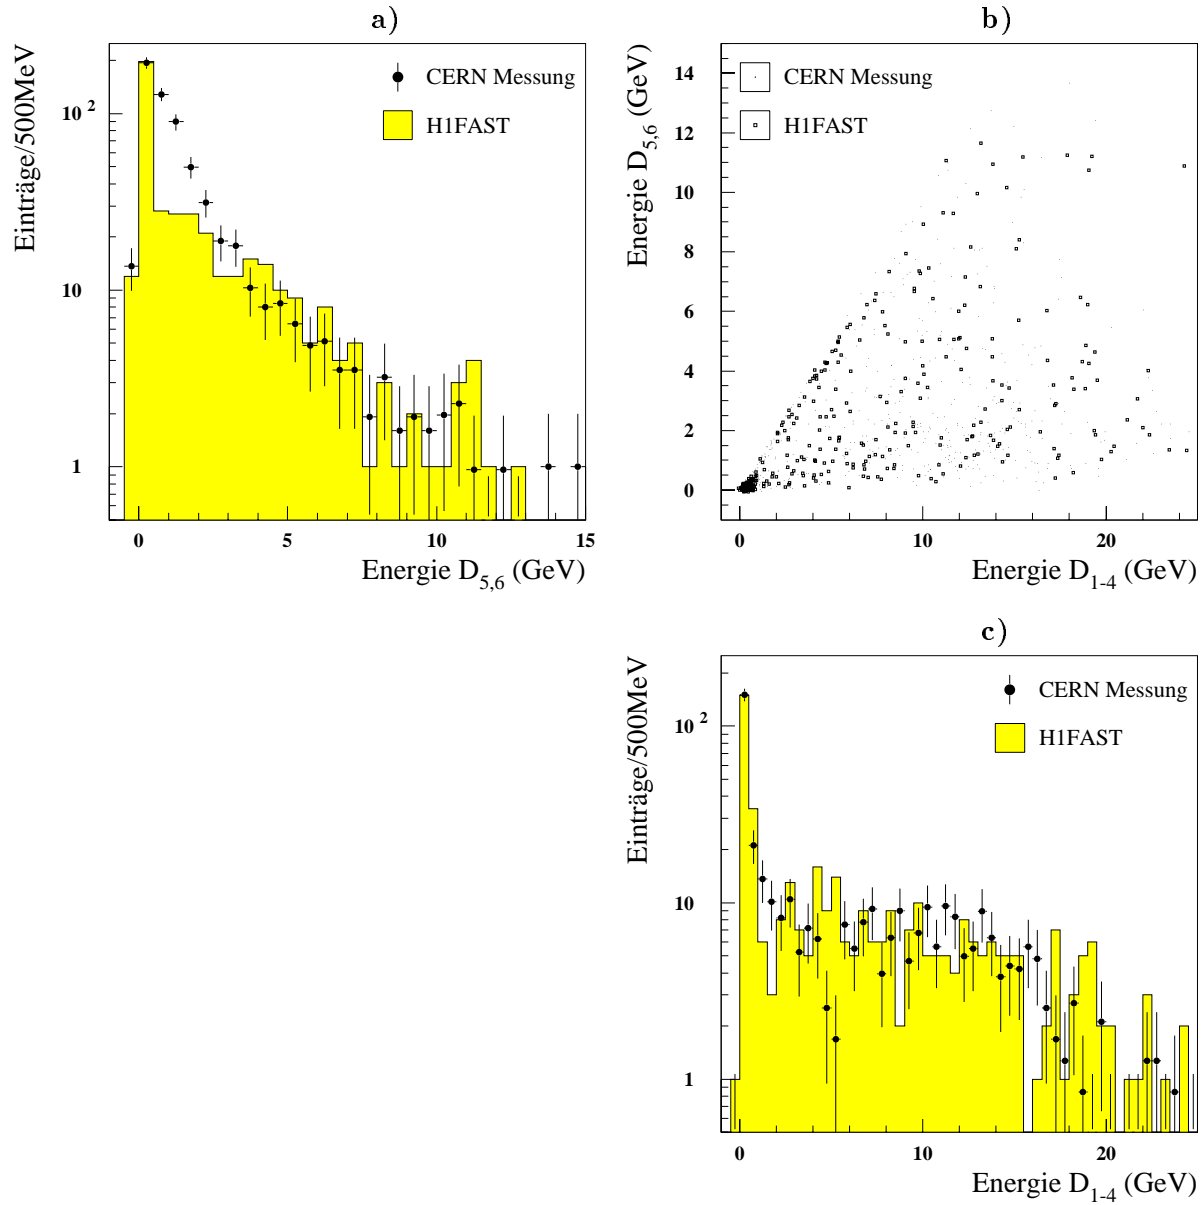 a)
Einträge/500MeV
CERN Messung
H1FAST
10 ²
10
1
0 5 10 15
Energie D5,6 (GeV)
b)
Energie D5,6 (GeV)
CERN Messung
H1FAST
14
12
10
8
6
4
2
0
0 10 20
Energie D1-4 (GeV)
c)
Einträge/500MeV
CERN Messung
H1FAST
10 ²
10
1
0 10 20
Energie D1-4 (GeV)